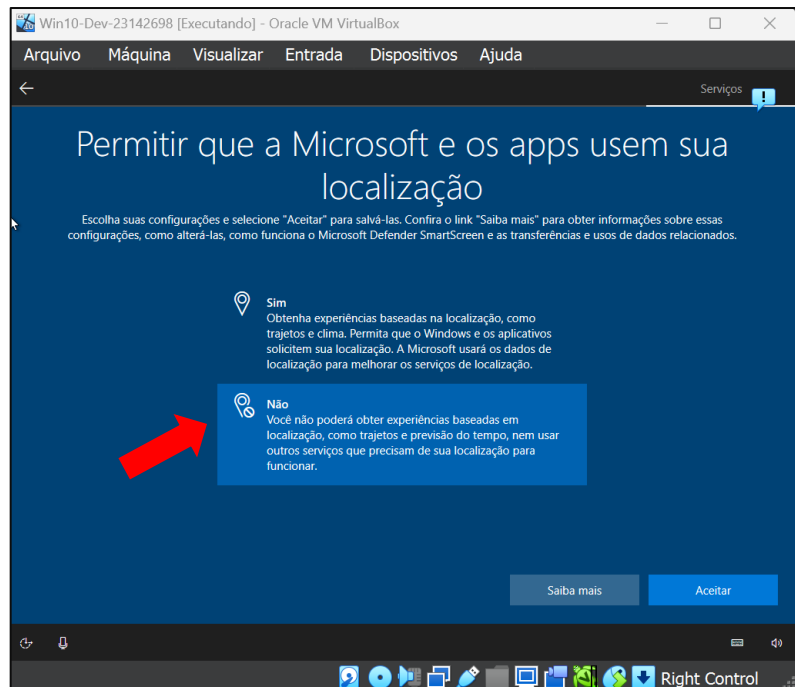 Win10-Dev-23142698 [Executando] - Oracle VM VirtualBox
Arquivo Máquina Visualizar Entrada Dispositivos Ajuda
Serviços
Permitir que a Microsoft e os apps usem sua
localização
Escolha suas configurações e selecione "Aceitar" para salvá-las. Confira o link "Saiba mais" para obter informações sobre essas
configurações, como alterá-las, como funciona o Microsoft Defender SmartScreen e as transferências e usos de dados relacionados.
Sim
Obtenha experiências baseadas na localização, como
trajetos e clima. Permita que o Windows e os aplicativos
solicitem sua localização. A Microsoft usará os dados de
localização para melhorar os serviços de localização.
Não
Você não poderá obter experiências baseadas em
localização, como trajetos e previsão do tempo, nem usar
outros serviços que precisam de sua localização para
funcionar.
Saiba mais Aceitar
Right Control